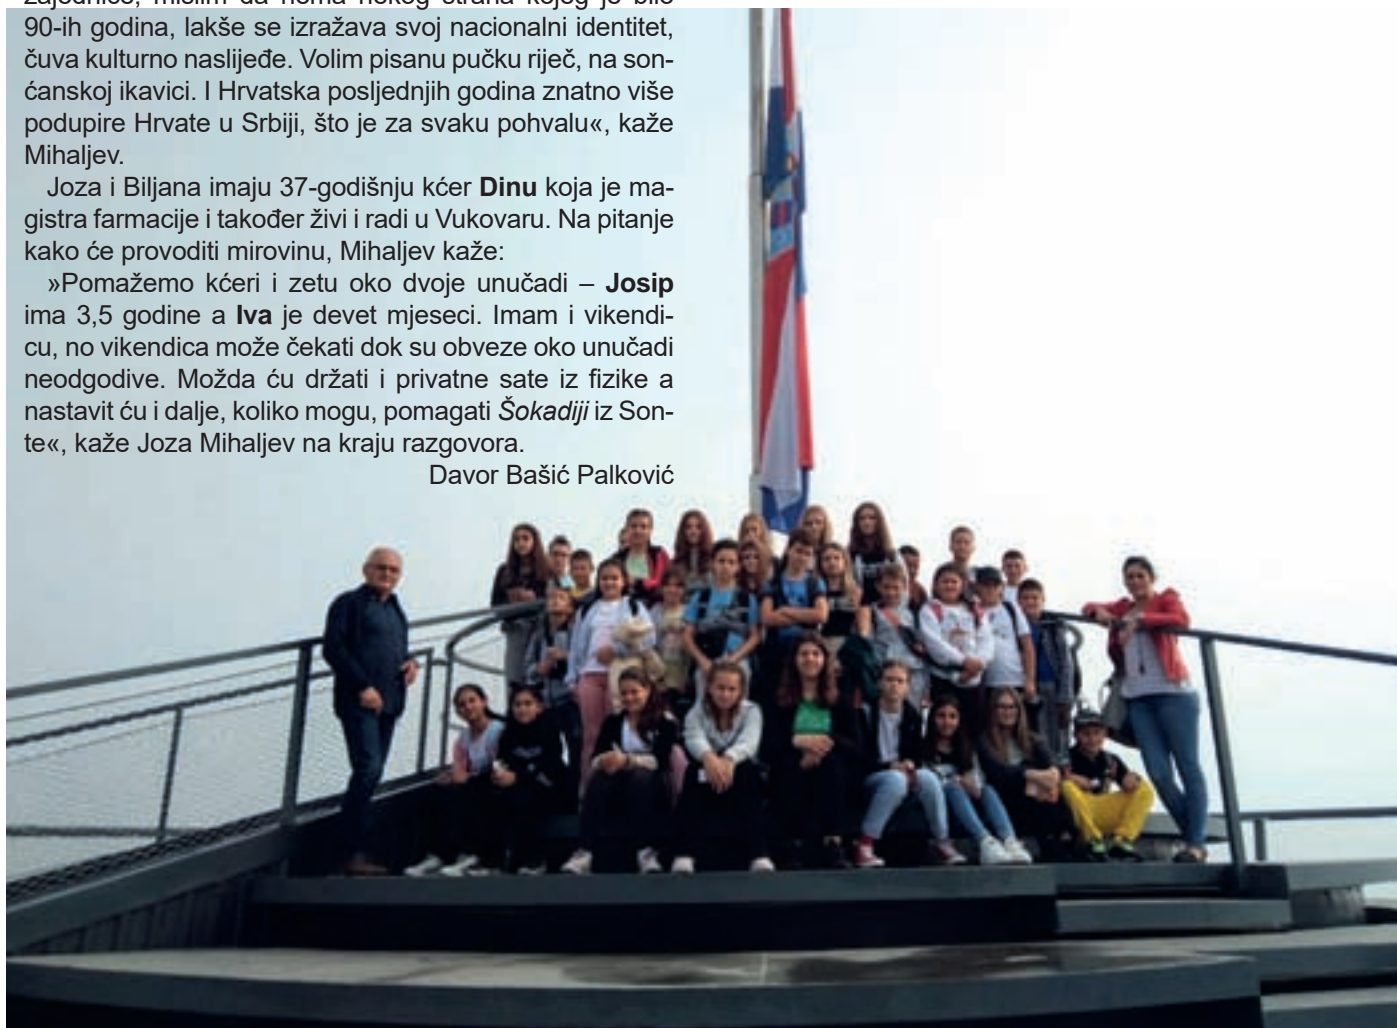 90-ih godina, lakše se izražava svoj nacionalni identitet,
čuva kulturno naslijeđe. Volim pisanu pučku riječ, na son-
ćanskoj ikavici. I Hrvatska posljednjih godina znatno više
podupire Hrvate u Srbiji, što je za svaku pohvalu«, kaže
Mihaljev.
Joza i Biljana imaju 37-godišnju kćer Dinu koja je ma-
gistra farmacije i također živi i radi u Vukovaru. Na pitanje
kako će provoditi mirovinu, Mihaljev kaže:
»Pomažemo kćeri i zetu oko dvoje unučadi – Josip
ima 3,5 godine a Iva je devet mjeseci. Imam i vikendi-
cu, no vikendica može čekati dok su obveze oko unučadi
neodgodive. Možda ću držati i privatne sate iz fizike a
nastavit ću i dalje, koliko mogu, pomagati Šokadiji iz Son-
te«, kaže Joza Mihaljev na kraju razgovora.
Davor Bašić Palković